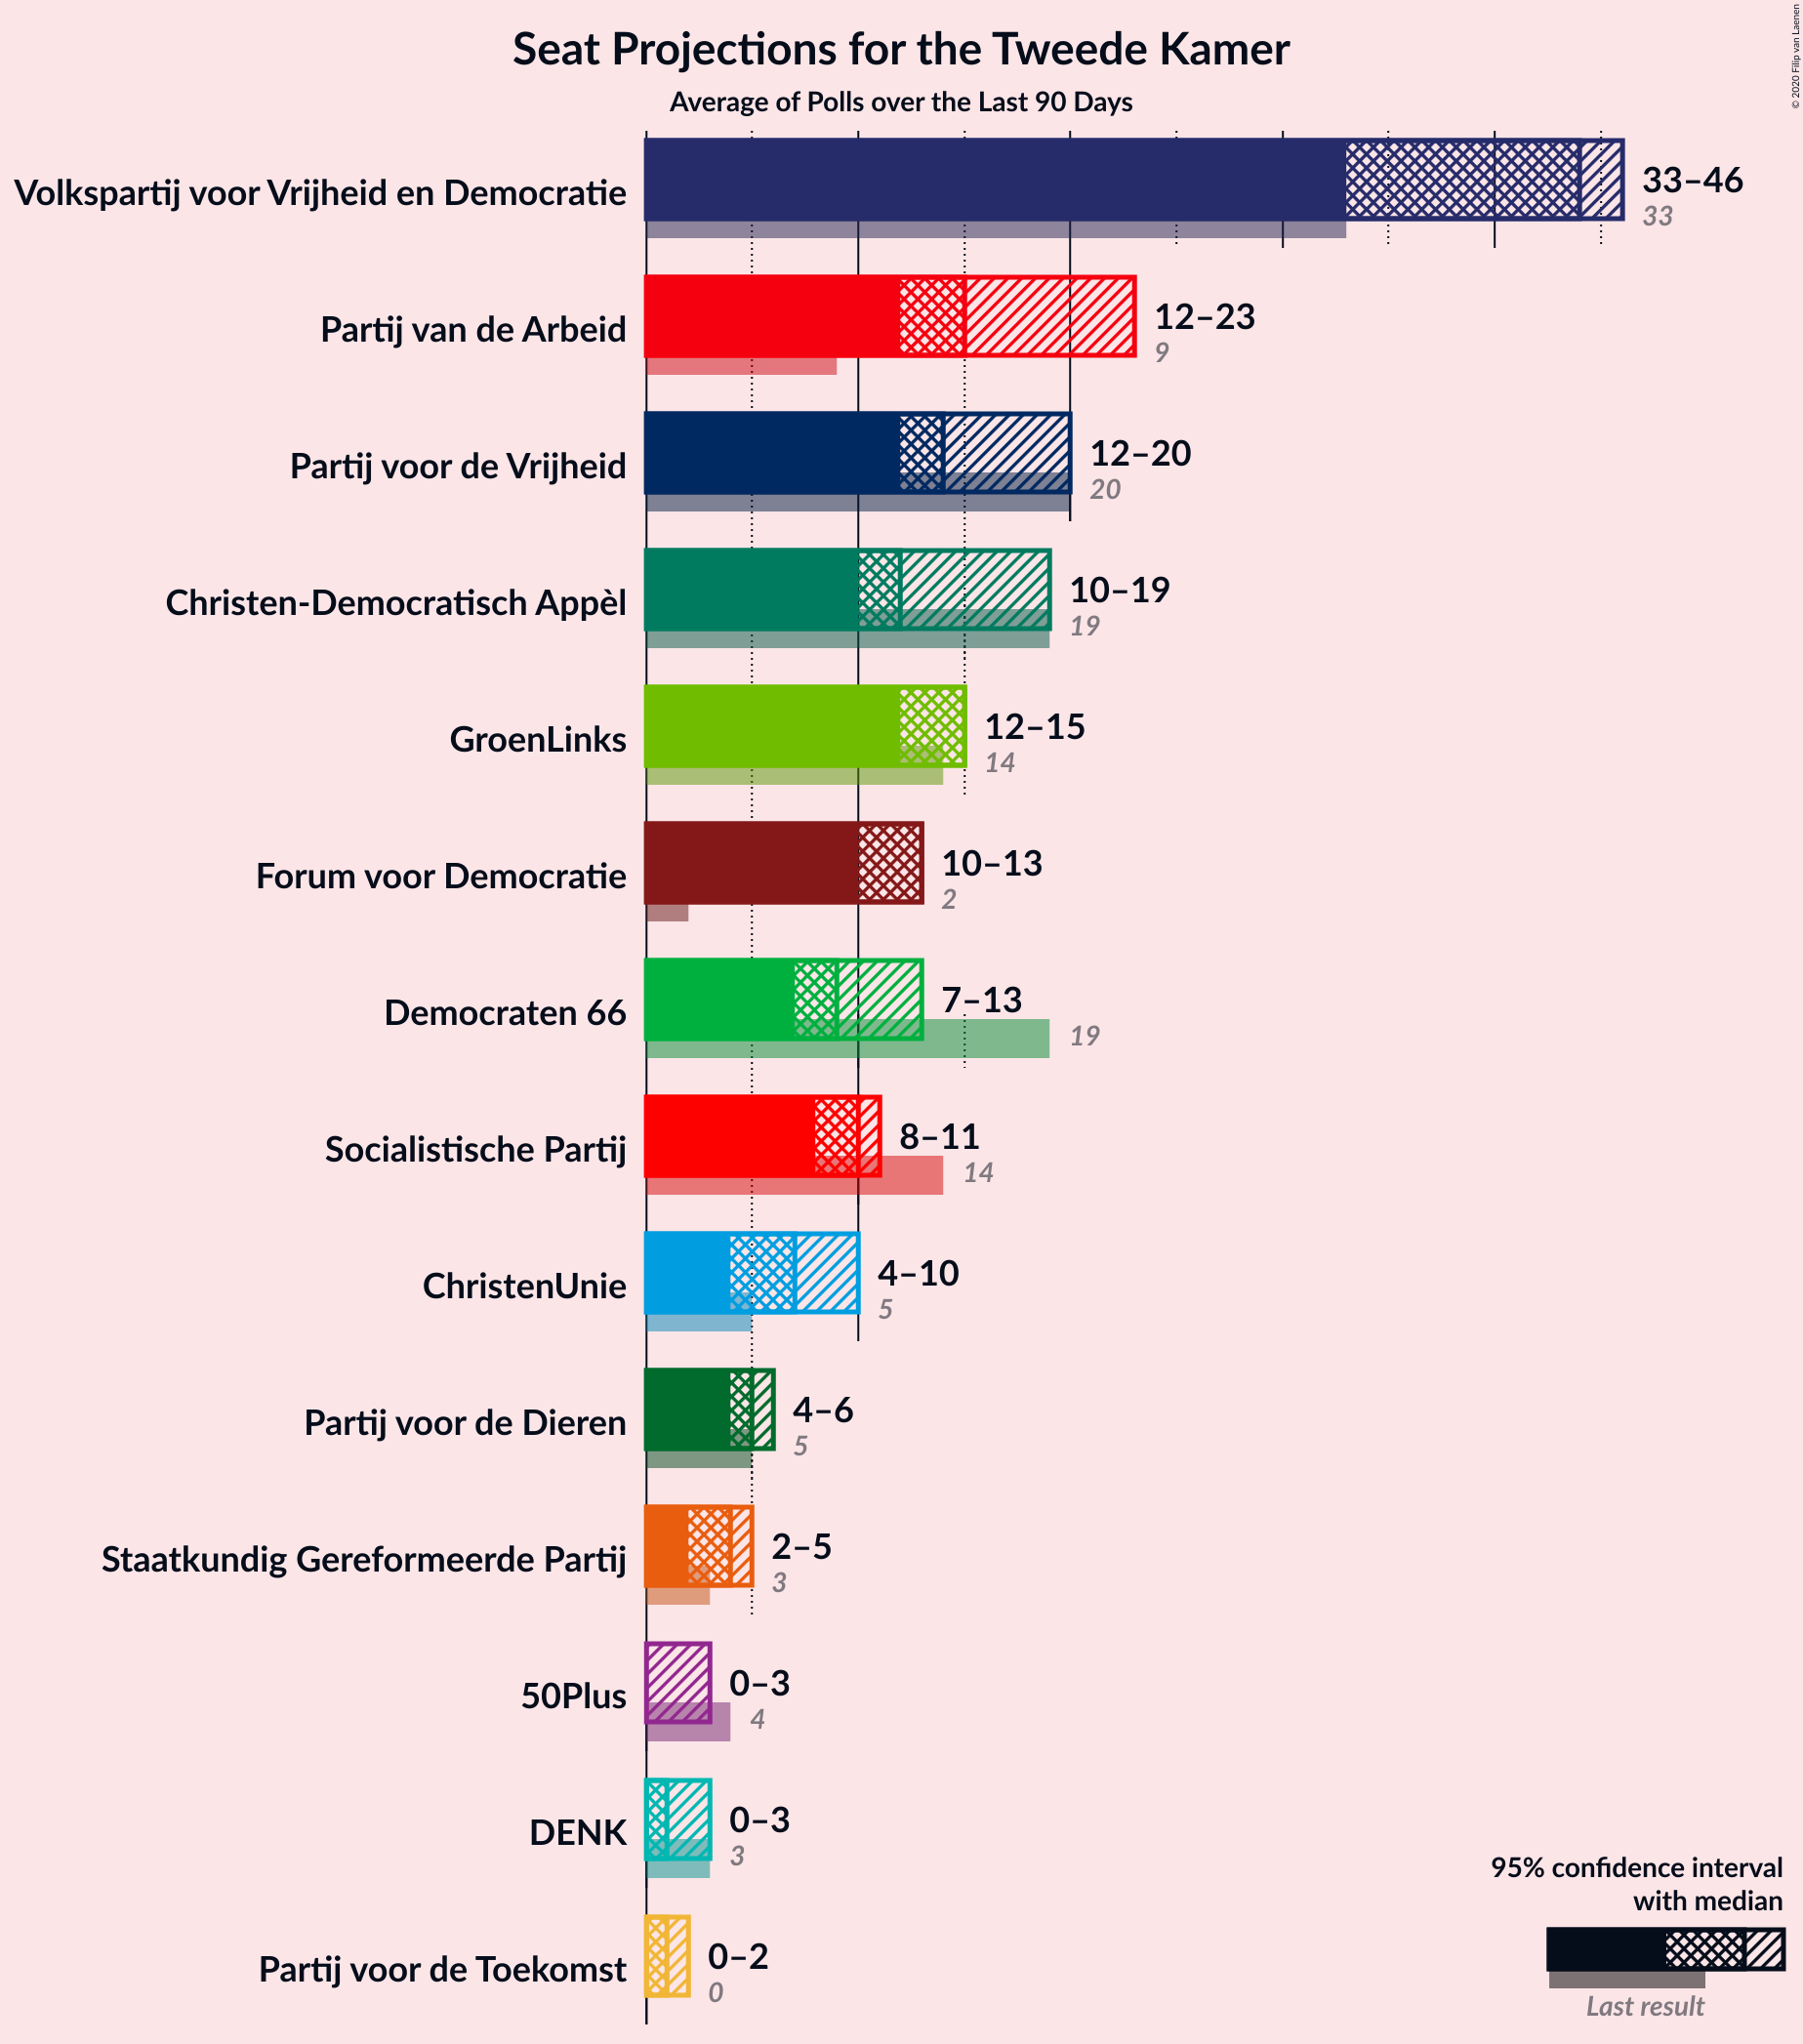 Seat Projections for the Tweede Kamer
Average of Polls over the Last 90 Days
© 2020 Filip van Laenen
Volkspartij voor Vrijheid en Democratie
33–46
33
Partij van de Arbeid
12–23
9
Partij voor de Vrijheid
12–20
20
Christen-Democratisch Appèl
10–19
19
GroenLinks
12–15
14
Forum voor Democratie
10–13
2
Democraten 66
7–13
19
Socialistische Partij
8–11
14
ChristenUnie
4–10
5
Partij voor de Dieren
4–6
5
Staatkundig Gereformeerde Partij
2–5
3
50Plus
0–3
4
DENK
0–3
3
Partij voor de Toekomst
0–2
0
95% confidence interval
with median
Last result